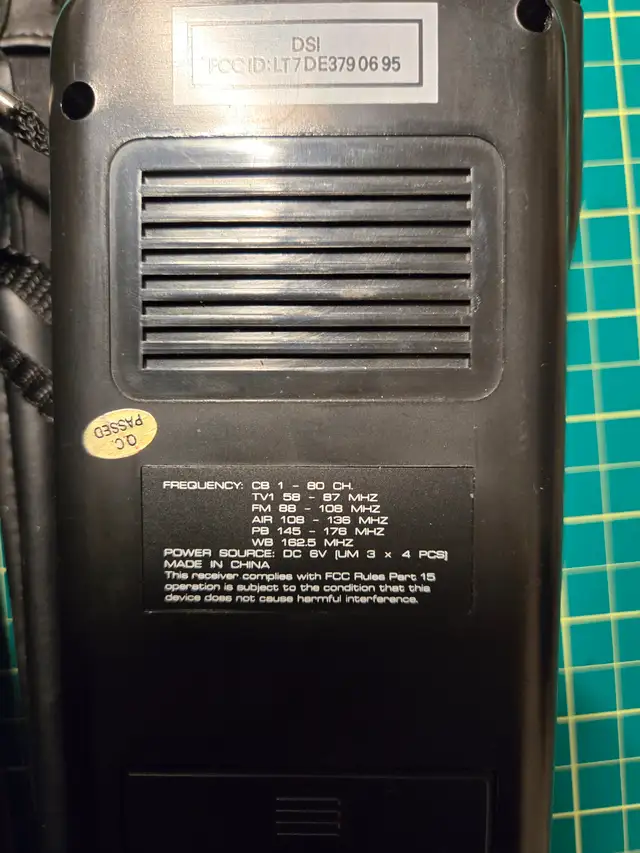 DSI
FCC ID: LT7DE3790695
Q.C.
PASSED
FREQUENCY: CB 1 - 80 CH.
TV1 58 - 87 MHZ
FM 88 - 108 MHZ
AIR 108 - 136 MHZ
PB 145 - 176 MHZ
WB 162.5 MHZ
POWER SOURCE: DC 6V (UM 3 x 4 PCS)
MADE IN CHINA
This receiver complies with FCC Rules Part 15
operation is subject to the condition that this
device does not cause harmful interference.